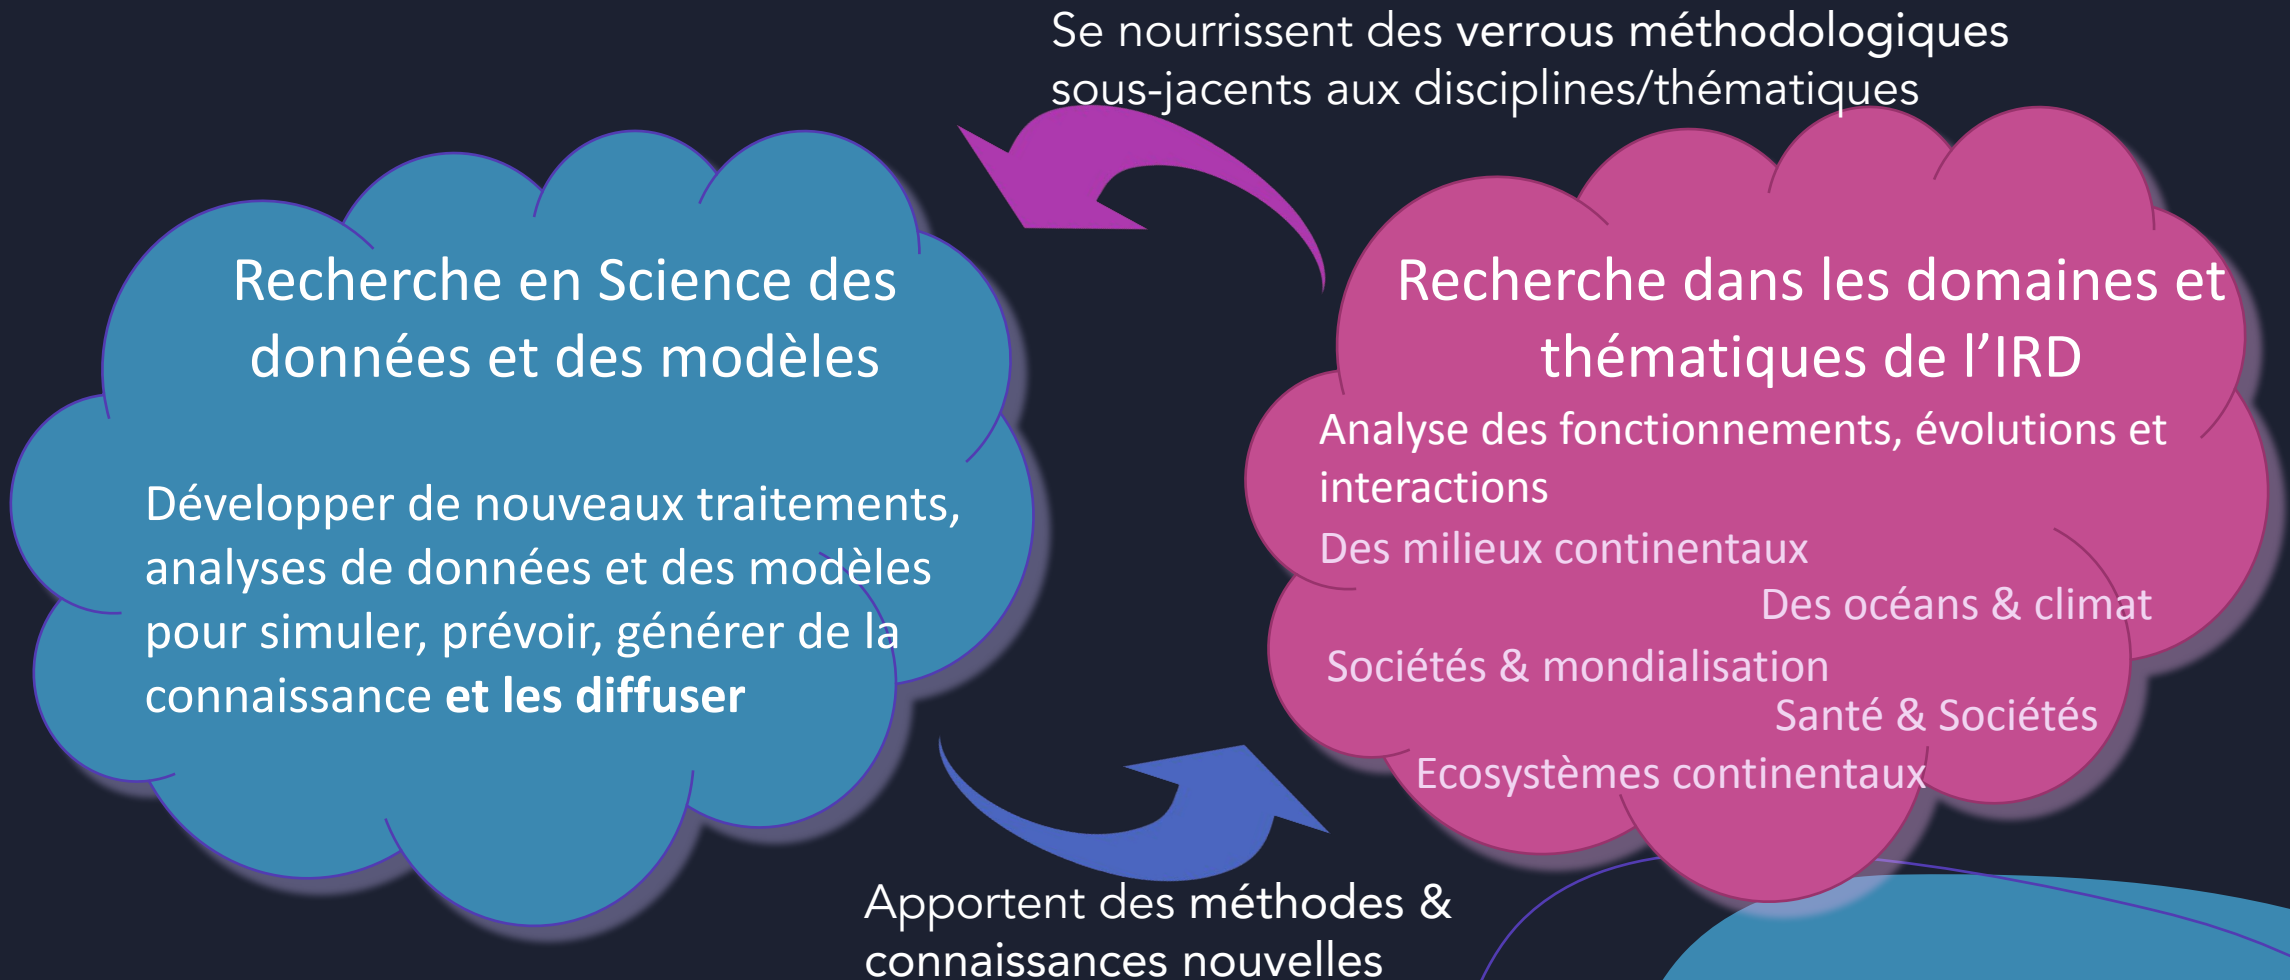 Se nourrissent des verrous méthodologiques
sous-jacents aux disciplines/thématiques
Recherche en Science des
données et des modèles
Développer de nouveaux traitements,
analyses de données et des modèles
pour simuler, prévoir, générer de la
connaissance et les diffuser
Recherche dans les domaines et
thématiques de l’IRD
Analyse des fonctionnements, évolutions et
interactions
Des milieux continentaux
Des océans & climat
Sociétés & mondialisation
Santé & Sociétés
Ecosystèmes continentaux
Apportent des méthodes &
connaissances nouvelles